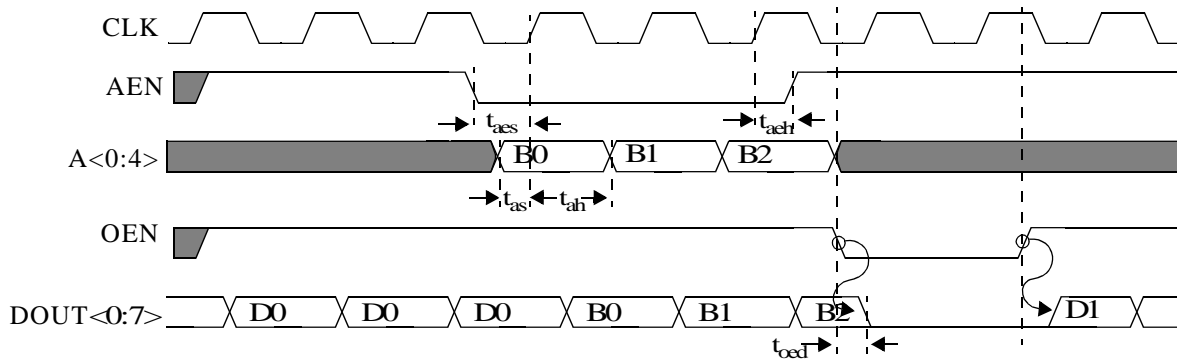 CLK
AEN
t_aes t_aeh
A<0:4> B0 B1 B2
t_as t_ah
OEN
DOUT<0:7> D0 D0 D0 B0 B1 B2 D1
t_oed